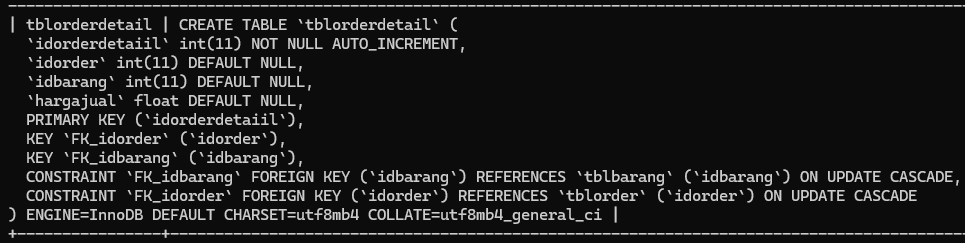 | tblorderdetail | CREATE TABLE `tblorderdetail` (
  `idorderdetaiil` int(11) NOT NULL AUTO_INCREMENT,
  `idorder` int(11) DEFAULT NULL,
  `idbarang` int(11) DEFAULT NULL,
  `hargajual` float DEFAULT NULL,
  PRIMARY KEY (`idorderdetaiil`),
  KEY `FK_idorder` (`idorder`),
  KEY `FK_idbarang` (`idbarang`),
  CONSTRAINT `FK_idbarang` FOREIGN KEY (`idbarang`) REFERENCES `tblbarang` (`idbarang`) ON UPDATE CASCADE,
  CONSTRAINT `FK_idorder` FOREIGN KEY (`idorder`) REFERENCES `tblorder` (`idorder`) ON UPDATE CASCADE
) ENGINE=InnoDB DEFAULT CHARSET=utf8mb4 COLLATE=utf8mb4_general_ci |